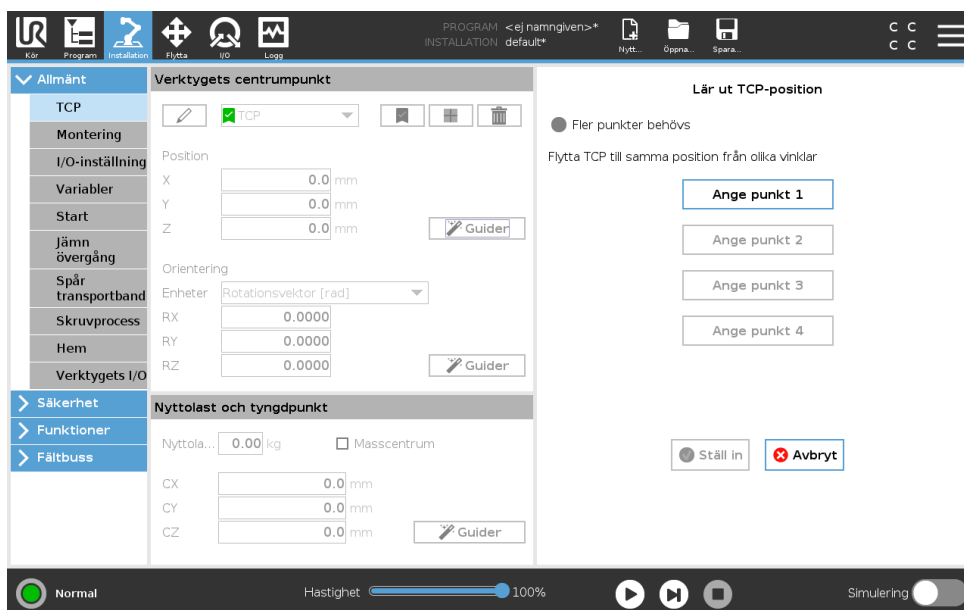 UR
PROGRAM <ej namngiven>*
INSTALLATION default*
Kör
Program
Installation
Flytta
I/O
Logg
Nytt...
Öppna...
Spara...
C C
C C
Allmänt
TCP
Montering
I/O-inställning
Variabler
Start
Jämn
övergång
Spår
transportband
Skruvprocess
Hem
Verktygets I/O
Säkerhet
Funktioner
Fältbuss
Verktygets centrumpunkt
TCP
Position
X 0.0 mm
Y 0.0 mm
Z 0.0 mm
Guider
Orientering
Enheter Rotationsvektor [rad]
RX 0.0000
RY 0.0000
RZ 0.0000
Guider
Nyttolast och tyngdpunkt
Nyttola... 0.00 kg Masscentrum
CX 0.0 mm
CY 0.0 mm
CZ 0.0 mm
Guider
Lär ut TCP-position
Fler punkter behövs
Flytta TCP till samma position från olika vinklar
Ange punkt 1
Ange punkt 2
Ange punkt 3
Ange punkt 4
Ställ in
Avbryt
Normal
Hastighet 100%
Simulering